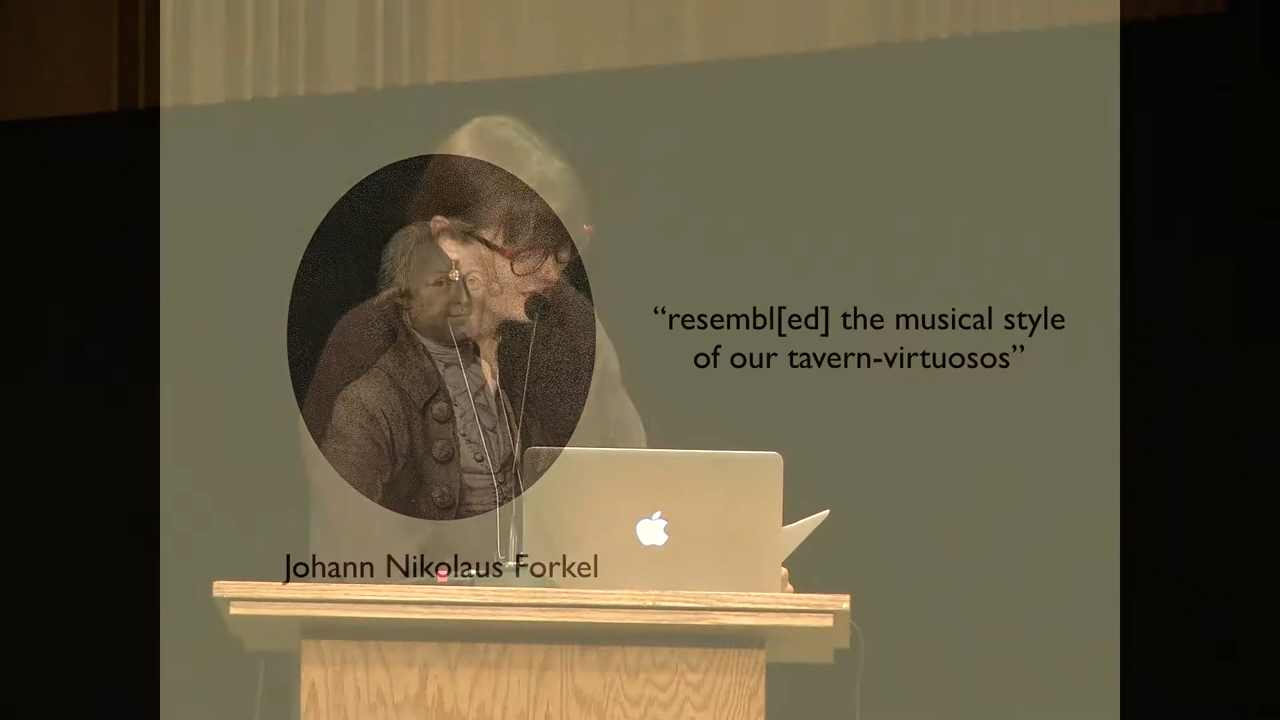 “resembl[ed] the musical style
of our tavern-virtuosos”
Johann Nikolaus Forkel